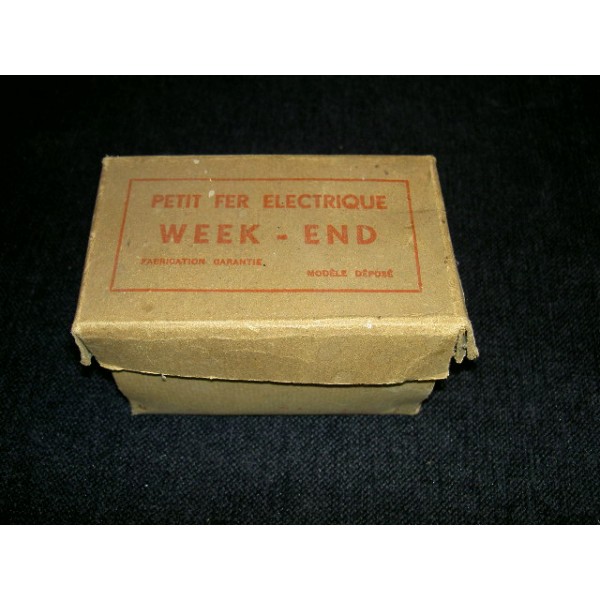 PETIT FER ELECTRIQUE
WEEK - END
FABRICATION GARANTIE.
MODÈLE DÉPOSÉ